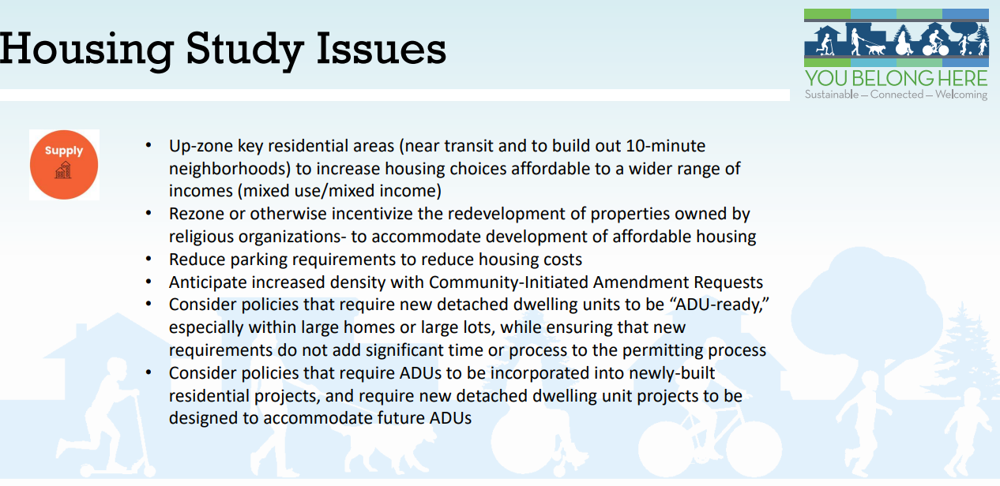 Housing Study Issues
YOU BELONG HERE
Sustainable — Connected — Welcoming
Supply
• Up-zone key residential areas (near transit and to build out 10-minute
neighborhoods) to increase housing choices affordable to a wider range of
incomes (mixed use/mixed income)
• Rezone or otherwise incentivize the redevelopment of properties owned by
religious organizations- to accommodate development of affordable housing
• Reduce parking requirements to reduce housing costs
• Anticipate increased density with Community-Initiated Amendment Requests
• Consider policies that require new detached dwelling units to be “ADU-ready,”
especially within large homes or large lots, while ensuring that new
requirements do not add significant time or process to the permitting process
• Consider policies that require ADUs to be incorporated into newly-built
residential projects, and require new detached dwelling unit projects to be
designed to accommodate future ADUs